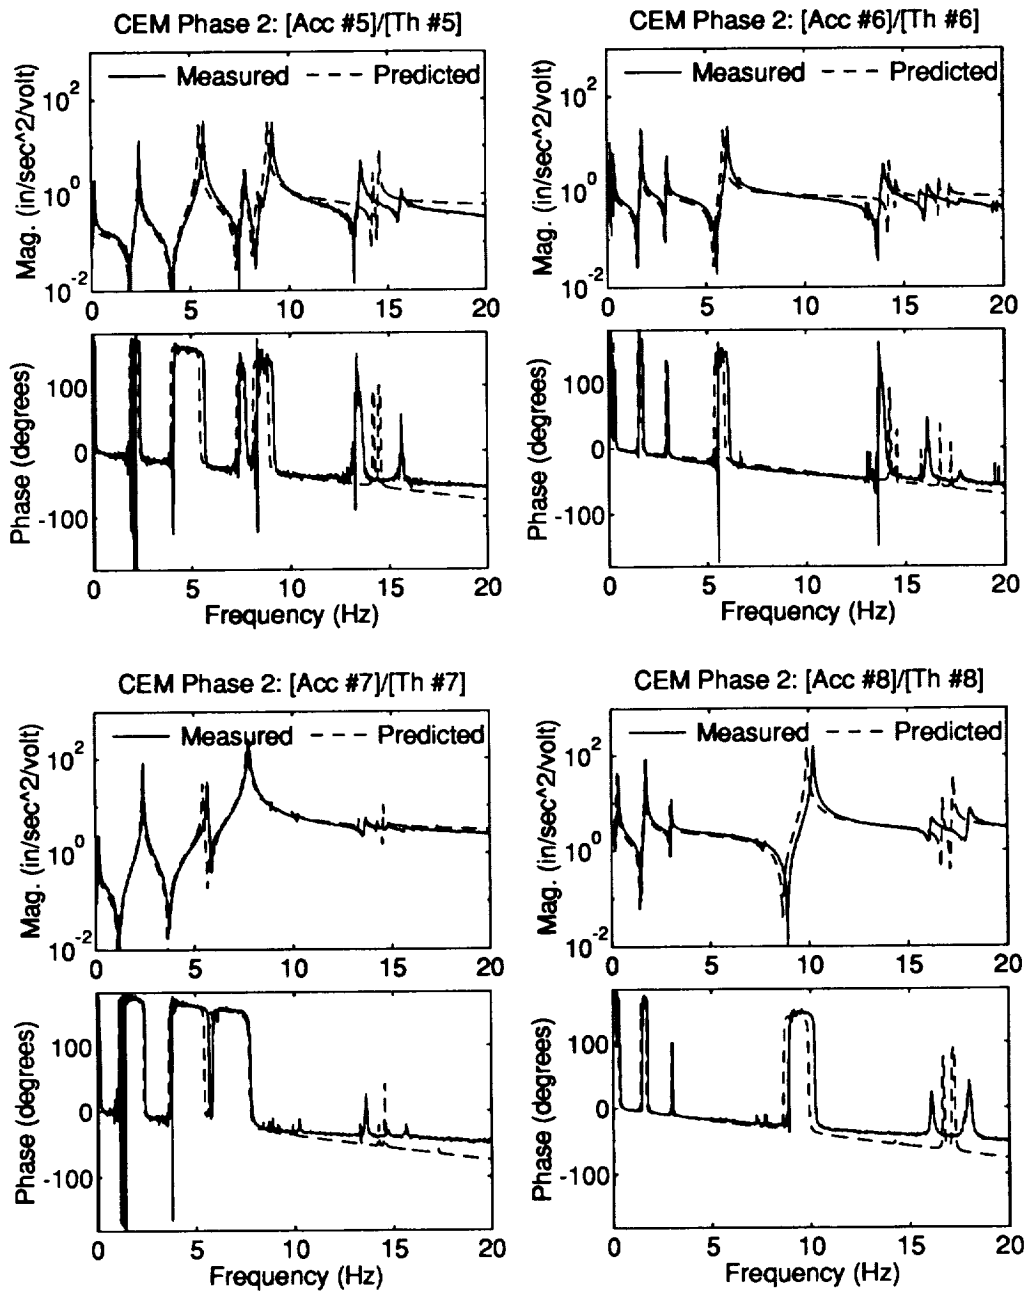 CEM Phase 2: [Acc #5]/[Th #5]
CEM Phase 2: [Acc #6]/[Th #6]
Measured
Predicted
Measured
Predicted
Mag. (in/sec^2/volt)
10^2
10^0
10^-2
0 5 10 15 20
Mag. (in/sec^2/volt)
10^2
10^0
10^-2
0 5 10 15 20
Phase (degrees)
100
0
-100
0 5 10 15 20
Frequency (Hz)
Phase (degrees)
100
0
-100
0 5 10 15 20
Frequency (Hz)
CEM Phase 2: [Acc #7]/[Th #7]
CEM Phase 2: [Acc #8]/[Th #8]
Measured
Predicted
Measured
Predicted
Mag. (in/sec^2/volt)
10^2
10^0
10^-2
0 5 10 15 20
Mag. (in/sec^2/volt)
10^2
10^0
10^-2
0 5 10 15 20
Phase (degrees)
100
0
-100
0 5 10 15 20
Frequency (Hz)
Phase (degrees)
100
0
-100
0 5 10 15 20
Frequency (Hz)